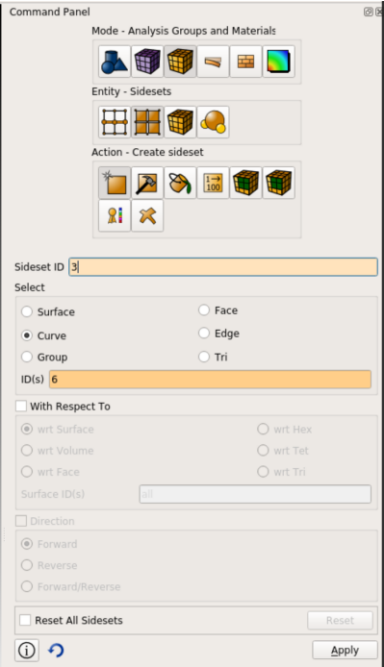 Command Panel
Mode - Analysis Groups and Materials
Entity - Sidesets
Action - Create sideset
1→
100
Sideset ID 3
Select
Surface Face
Curve Edge
Group Tri
ID(s) 6
With Respect To
wrt Surface wrt Hex
wrt Volume wrt Tet
wrt Face wrt Tri
Surface ID(s) all
Direction
Forward
Reverse
Forward/Reverse
Reset All Sidesets Reset
Apply